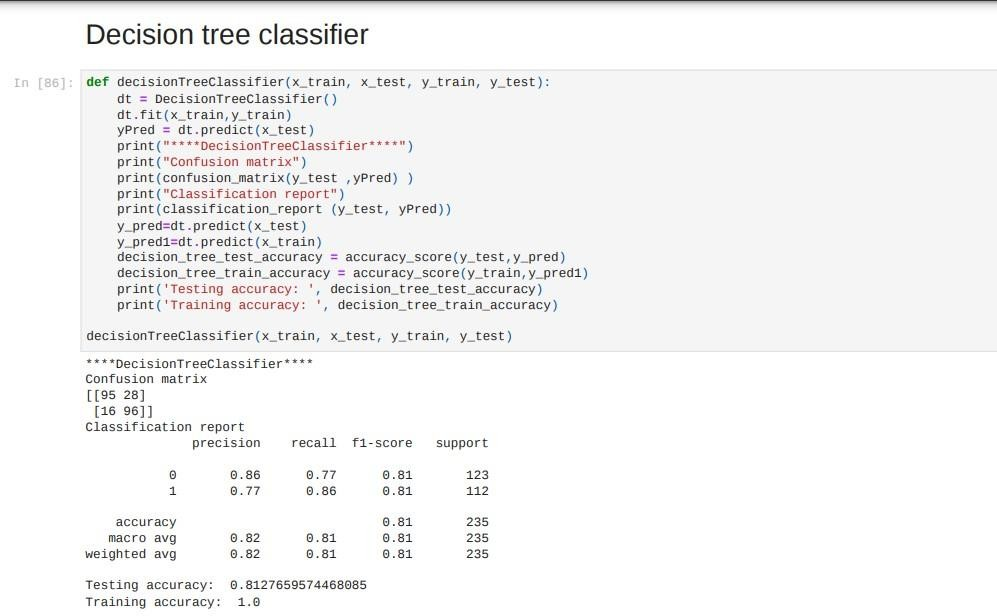 Decision tree classifier
In [86]: def decisionTreeClassifier(x_train, x_test, y_train, y_test):
    dt = DecisionTreeClassifier()
    dt.fit(x_train,y_train)
    yPred = dt.predict(x_test)
    print("****DecisionTreeClassifier****")
    print("Confusion matrix")
    print(confusion_matrix(y_test ,yPred) )
    print("Classification report")
    print(classification_report (y_test, yPred))
    y_pred=dt.predict(x_test)
    y_pred1=dt.predict(x_train)
    decision_tree_test_accuracy = accuracy_score(y_test,y_pred)
    decision_tree_train_accuracy = accuracy_score(y_train,y_pred1)
    print('Testing accuracy: ', decision_tree_test_accuracy)
    print('Training accuracy: ', decision_tree_train_accuracy)
decisionTreeClassifier(x_train, x_test, y_train, y_test)
****DecisionTreeClassifier****
Confusion matrix
[[95 28]
 [16 96]]
Classification report
              precision    recall  f1-score   support
           0       0.86      0.77      0.81       123
           1       0.77      0.86      0.81       112
    accuracy                           0.81       235
   macro avg       0.82      0.81      0.81       235
weighted avg       0.82      0.81      0.81       235
Testing accuracy:  0.8127659574468085
Training accuracy:  1.0